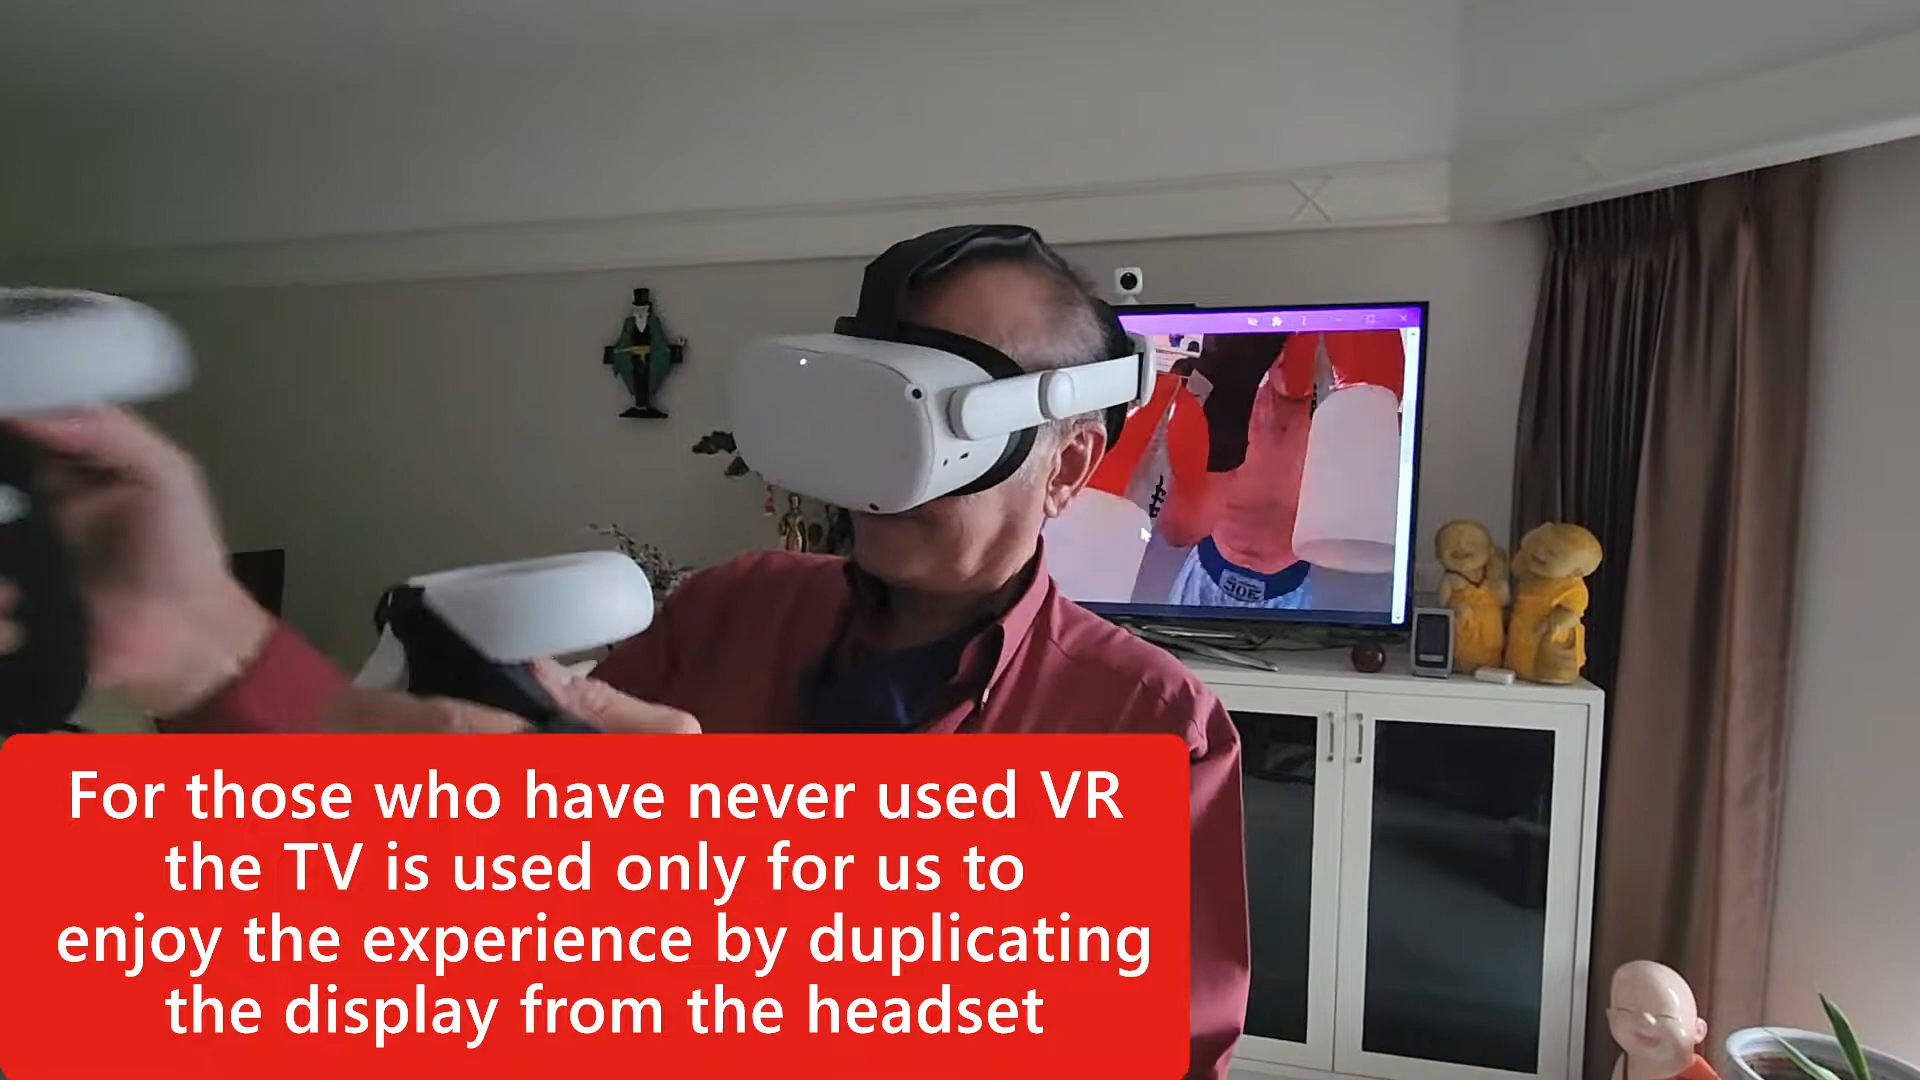 JOE
For those who have never used VR
the TV is used only for us to
enjoy the experience by duplicating
the display from the headset